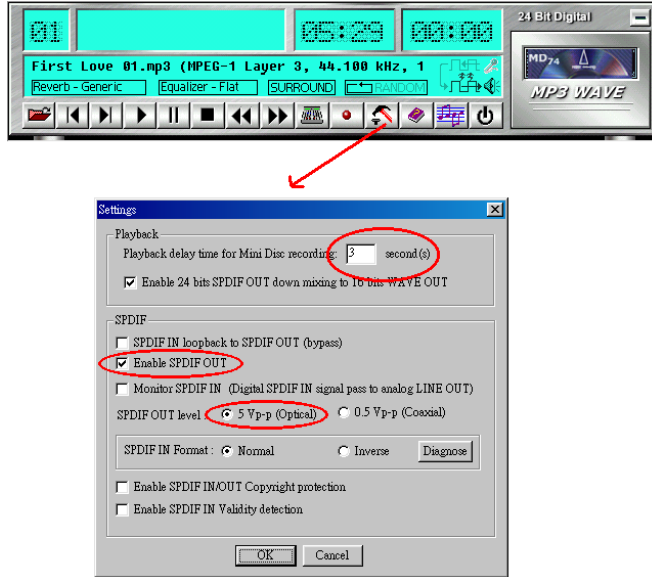 24 Bit Digital
01 05:29 00:00
First Love 01.mp3 (MPEG-1 Layer 3, 44.100 kHz, 1
Reverb - Generic Equalizer - Flat SURROUND RANDOM
MD74
MP3 WAVE
Settings
Playback
Playback delay time for Mini Disc recording: 3 second(s)
Enable 24 bits SPDIF OUT down mixing to 16 bits WAVE OUT
SPDIF
SPDIF IN loopback to SPDIF OUT (bypass)
Enable SPDIF OUT
Monitor SPDIF IN (Digital SPDIF IN signal pass to analog LINE OUT)
SPDIF OUT level : 5 Vp-p (Optical) 0.5 Vp-p (Coaxial)
SPDIF IN Format : Normal Inverse Diagnose
Enable SPDIF IN/OUT Copyright protection
Enable SPDIF IN Validity detection
OK Cancel